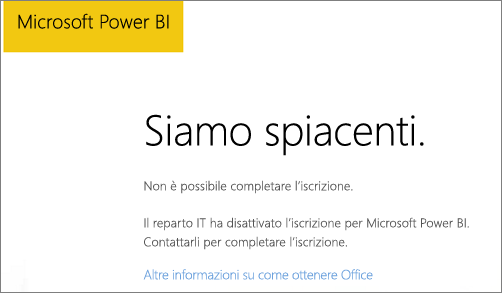 Microsoft Power BI
Siamo spiacenti.
Non è possibile completare l'iscrizione.
Il reparto IT ha disattivato l'iscrizione per Microsoft Power BI.
Contattarli per completare l'iscrizione.
Altre informazioni su come ottenere Office